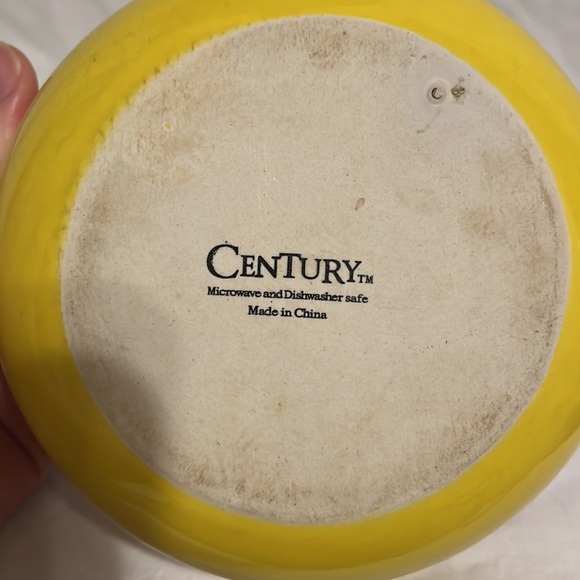 CENTURY™
Microwave and Dishwasher safe
Made in China